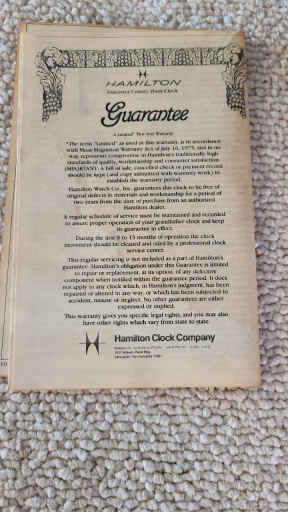 HAMILTON
Guarantee
A Limited* Two-Year Warranty
*The term "Limited" as used in this warranty, is in accordance
with Moss-Magnuson Warranty Act of July 10, 1975, and in no
way represents compromise in Hamilton's traditionally high
standards of quality, workmanship and consumer satisfaction.
(IMPORTANT: A bill of sale, cancelled check or payment record
should be kept (and copy submitted with warranty work) to
establish the warranty period.
Hamilton Watch Co., Inc. guarantees this clock to be free of
original defects in materials and workmanship for a period of
two years from the date of purchase from an authorized
Hamilton dealer.
A regular schedule of service must be maintained and recorded
to assure proper operation of your grandfather clock and keep
its guarantee in effect.
During the first 9 to 15 months of operation the clock
movement should be cleaned and oiled by a professional clock
service center.
This regular servicing is not included as a part of Hamilton's
guarantee. Hamilton's obligation under this Guarantee is limited
to repair or replacement, at its option, of any defective
component when notified within the guarantee period. It does
not apply to any clock which, in Hamilton's judgment, has been
repaired or altered in any way, or which has been subjected to
accident, misuse or neglect. No other guarantees are either
expressed or implied.
This warranty gives you specific legal rights, and you may also
have other rights which vary from state to state.
Hamilton Clock Company